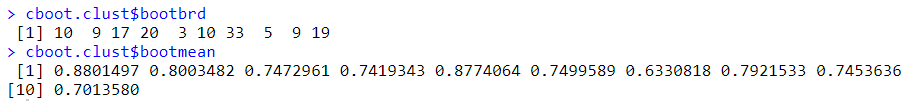 > cboot.clust$bootbrd
 [1] 10  9 17 20  3 10 33  5  9 19
> cboot.clust$bootmean
 [1] 0.8801497 0.8003482 0.7472961 0.7419343 0.8774064 0.7499589 0.6330818 0.7921533 0.7453636
[10] 0.7013580